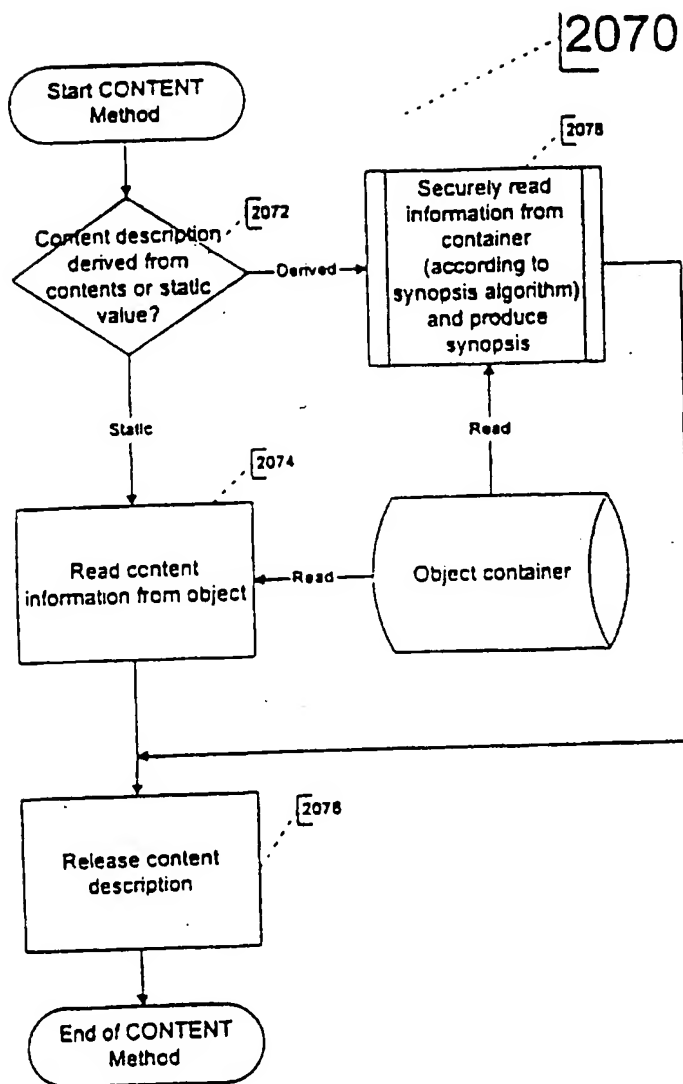 2070
Start CONTENT
Method
2078
Securely read
information from
container
(according to
synopsis algorithm)
and produce
synopsis
2072
Content description
derived from
contents or static
value?
Derived
Static
Read
2074
Read content
information from object
Read
Object container
2076
Release content
description
End of CONTENT
Method